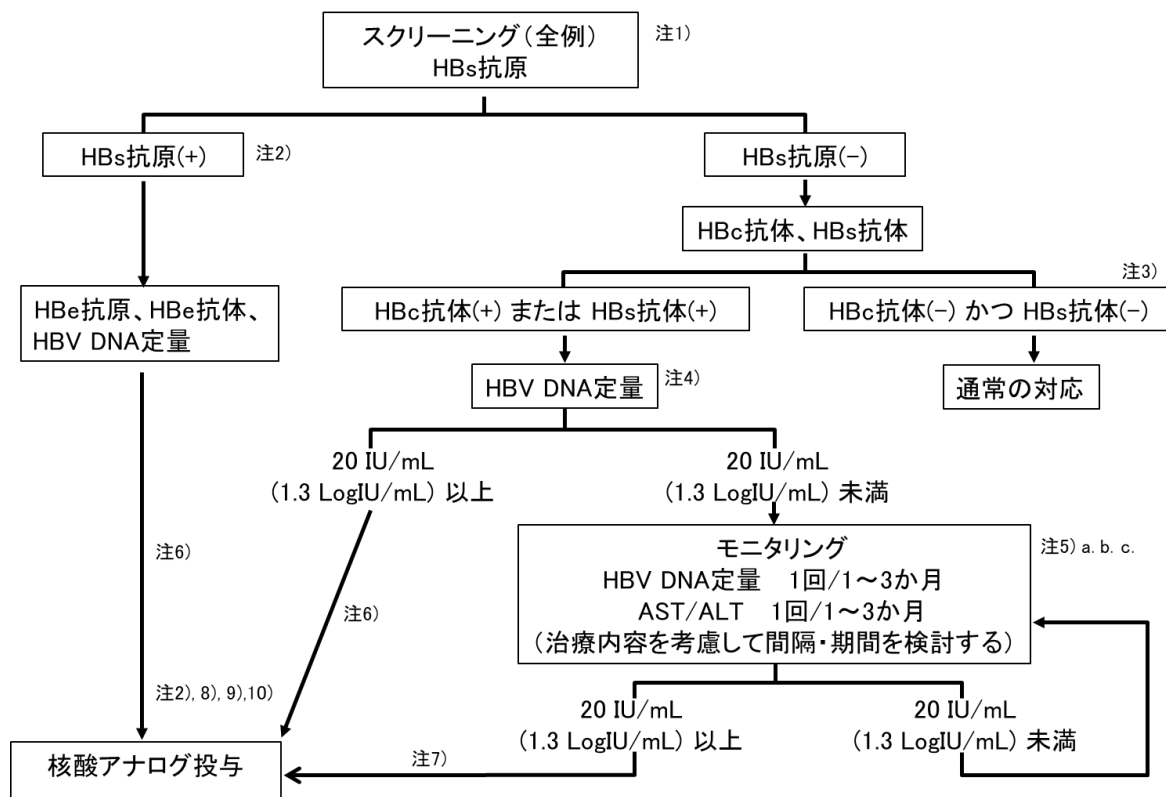 スクリーニング（全例）
HBs抗原
注1)
HBs抗原(+)
注2)
HBs抗原(−)
HBc抗体、HBs抗体
注3)
HBe抗原、HBe抗体、
HBV DNA定量
HBc抗体(+) または HBs抗体(+)
HBc抗体(−) かつ HBs抗体(−)
HBV DNA定量
注4)
通常の対応
20 IU/mL
(1.3 LogIU/mL) 以上
20 IU/mL
(1.3 LogIU/mL) 未満
注6)
注6)
モニタリング
HBV DNA定量　1回/1～3か月
AST/ALT　1回/1～3か月
（治療内容を考慮して間隔・期間を検討する）
注5) a. b. c.
注2), 8), 9),10)
20 IU/mL
(1.3 LogIU/mL) 以上
20 IU/mL
(1.3 LogIU/mL) 未満
核酸アナログ投与
注7)